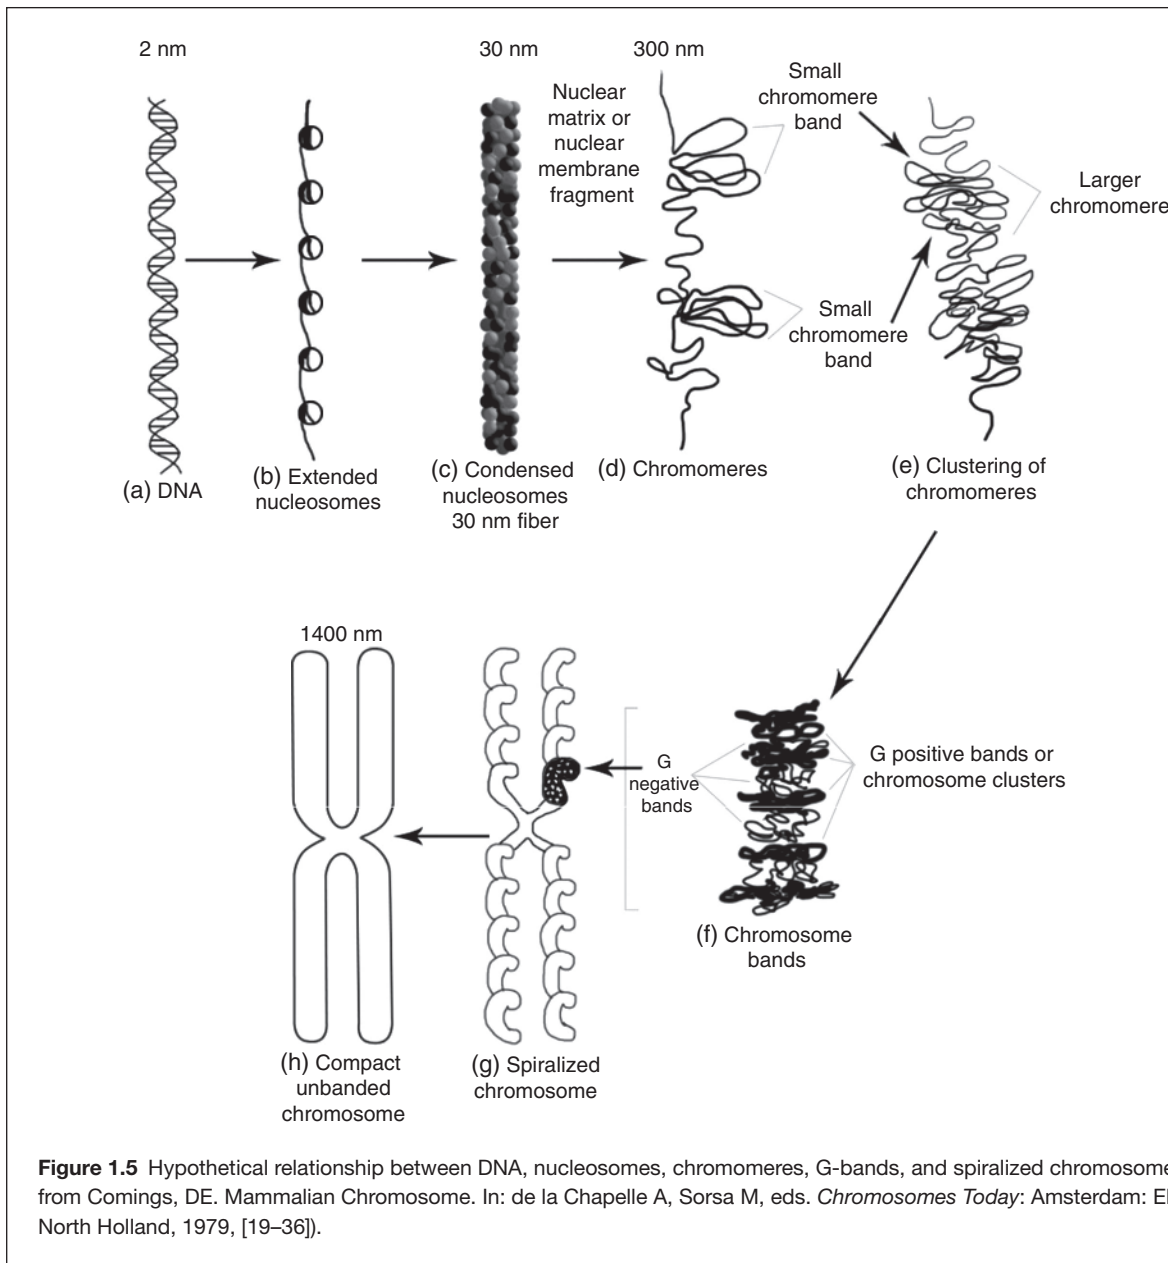 2 nm
30 nm
300 nm
Nuclear
matrix or
nuclear
membrane
fragment
Small
chromomere
band
Larger
chromomere
Small
chromomere
band
(a) DNA
(b) Extended
nucleosomes
(c) Condensed
nucleosomes
30 nm fiber
(d) Chromomeres
(e) Clustering of
chromomeres
1400 nm
G
negative
bands
G positive bands or
chromosome clusters
(f) Chromosome
bands
(h) Compact
unbanded
chromosome
(g) Spiralized
chromosome
Figure 1.5 Hypothetical relationship between DNA, nucleosomes, chromomeres, G-bands, and spiralized chromosome
from Comings, DE. Mammalian Chromosome. In: de la Chapelle A, Sorsa M, eds. Chromosomes Today: Amsterdam:
North Holland, 1979, [19–36]).